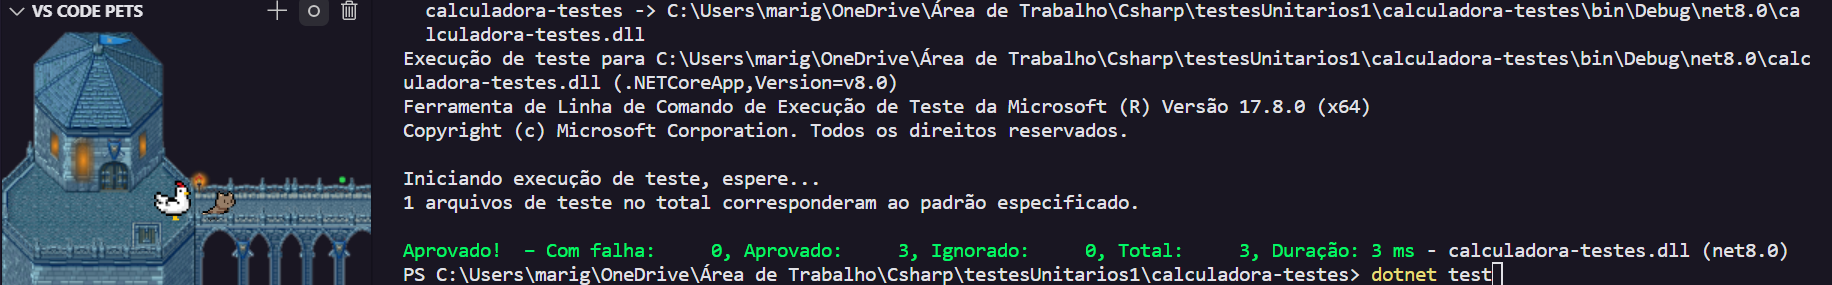 VS CODE PETS
calculadora-testes -> C:\Users\marig\OneDrive\Área de Trabalho\Csharp\testesUnitarios1\calculadora-testes\bin\Debug\net8.0\ca
lculadora-testes.dll
Execução de teste para C:\Users\marig\OneDrive\Área de Trabalho\Csharp\testesUnitarios1\calculadora-testes\bin\Debug\net8.0\calc
uladora-testes.dll (.NETCoreApp,Version=v8.0)
Ferramenta de Linha de Comando de Execução de Teste da Microsoft (R) Versão 17.8.0 (x64)
Copyright (c) Microsoft Corporation. Todos os direitos reservados.
Iniciando execução de teste, espere...
1 arquivos de teste no total corresponderam ao padrão especificado.
Aprovado!  – Com falha:     0, Aprovado:     3, Ignorado:     0, Total:     3, Duração: 3 ms - calculadora-testes.dll (net8.0)
PS C:\Users\marig\OneDrive\Área de Trabalho\Csharp\testesUnitarios1\calculadora-testes> dotnet test